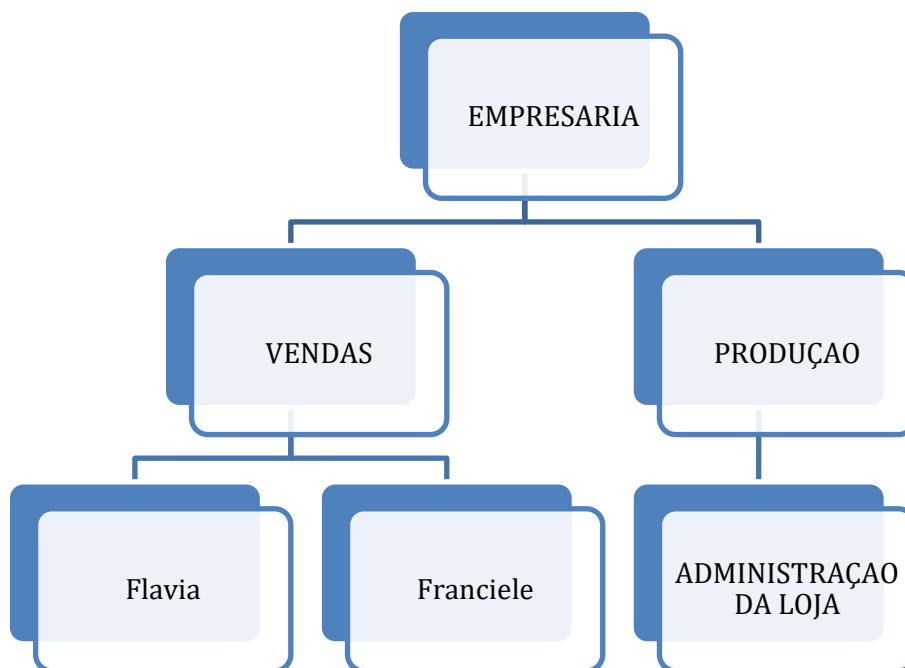 EMPRESARIA
VENDAS
PRODUÇAO
Flavia
Franciele
ADMINISTRAÇAO
DA LOJA